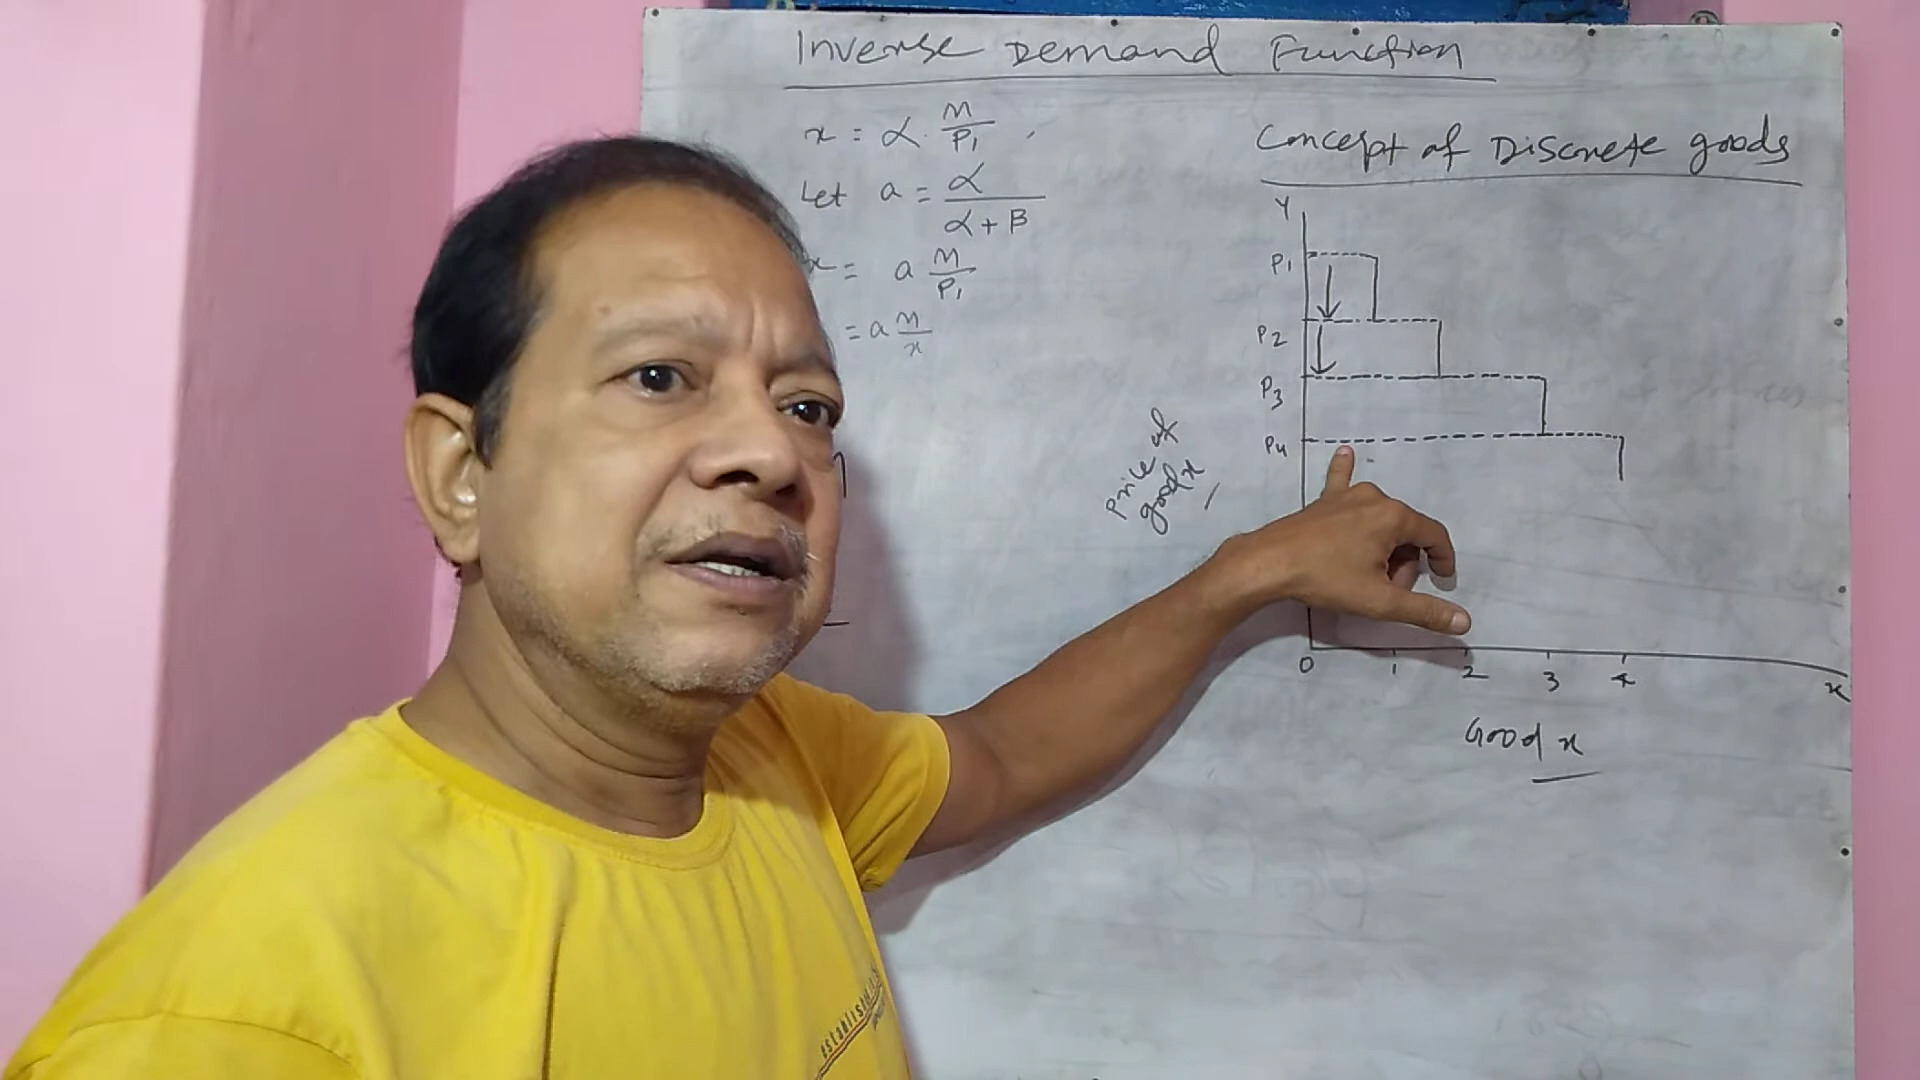 Inverse Demand Function
x = α . M/P1
Let a = α/α+β
x = a M/P1
= a M/x
Concept of Discrete goods
Y
P1
P2
P3
P4
Price of
good x
0 1 2 3 4 x
Good x
establis